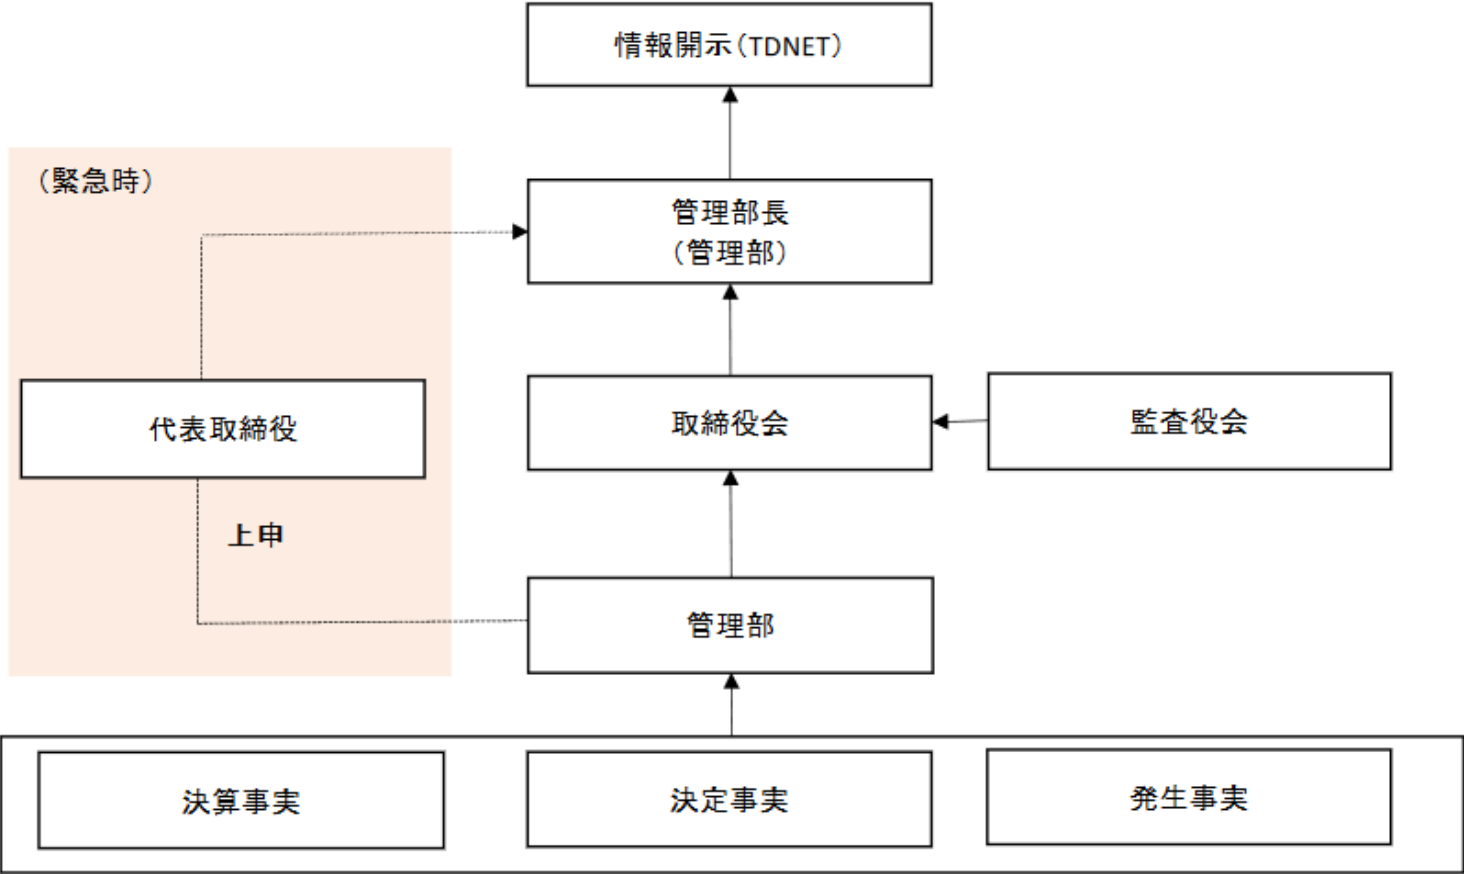 情報開示（TDNET）
（緊急時）
管理部長
（管理部）
代表取締役
取締役会
監査役会
上申
管理部
決算事実
決定事実
発生事実